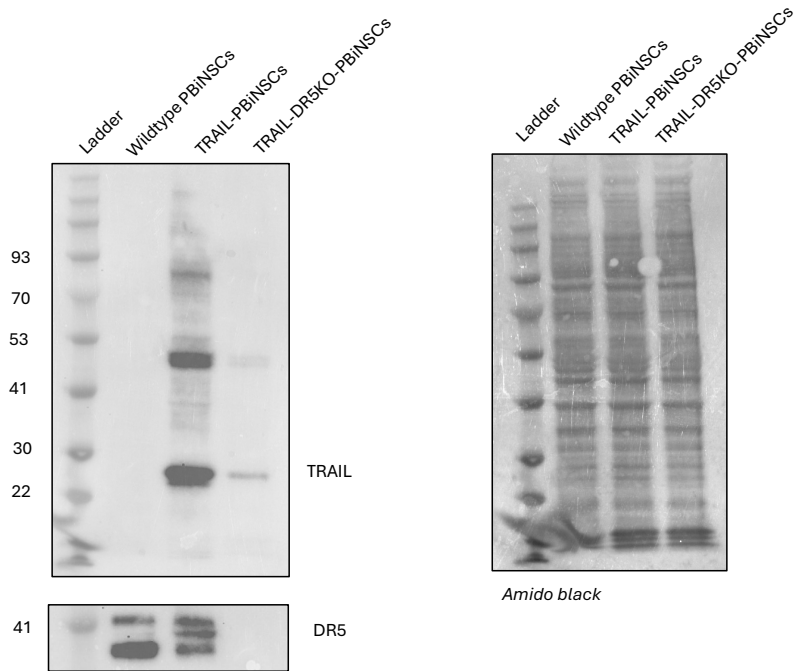 Ladder
Wildtype PBiNSCs
TRAIL-PBiNSCs
TRAIL-DR5KO-PBiNSCs
93
70
53
41
30
22
TRAIL
41
DR5
Ladder
Wildtype PBiNSCs
TRAIL-PBiNSCs
TRAIL-DR5KO-PBiNSCs
Amido black